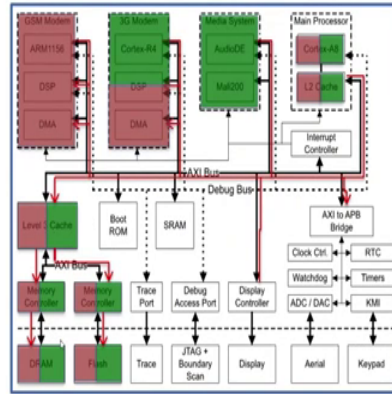 GSM Modem
ARM1156
DSP
DMA
3G Modem
Cortex-R4
DSP
DMA
Media System
AudioDE
Mali200
Main Processor
Cortex-A8
L2 Cache
Interrupt
Controller
AXI Bus
Debug Bus
Level 2 Cache
Boot
ROM
SRAM
AXI to APB
Bridge
Clock Ctrl.
RTC
Watchdog
Timers
ADC / DAC
KMI
AXI Bus
Memory
Controller
Memory
Controller
Trace
Port
Debug
Access Port
Display
Controller
DRAM
Flash
Trace
JTAG +
Boundary
Scan
Display
Aerial
Keypad